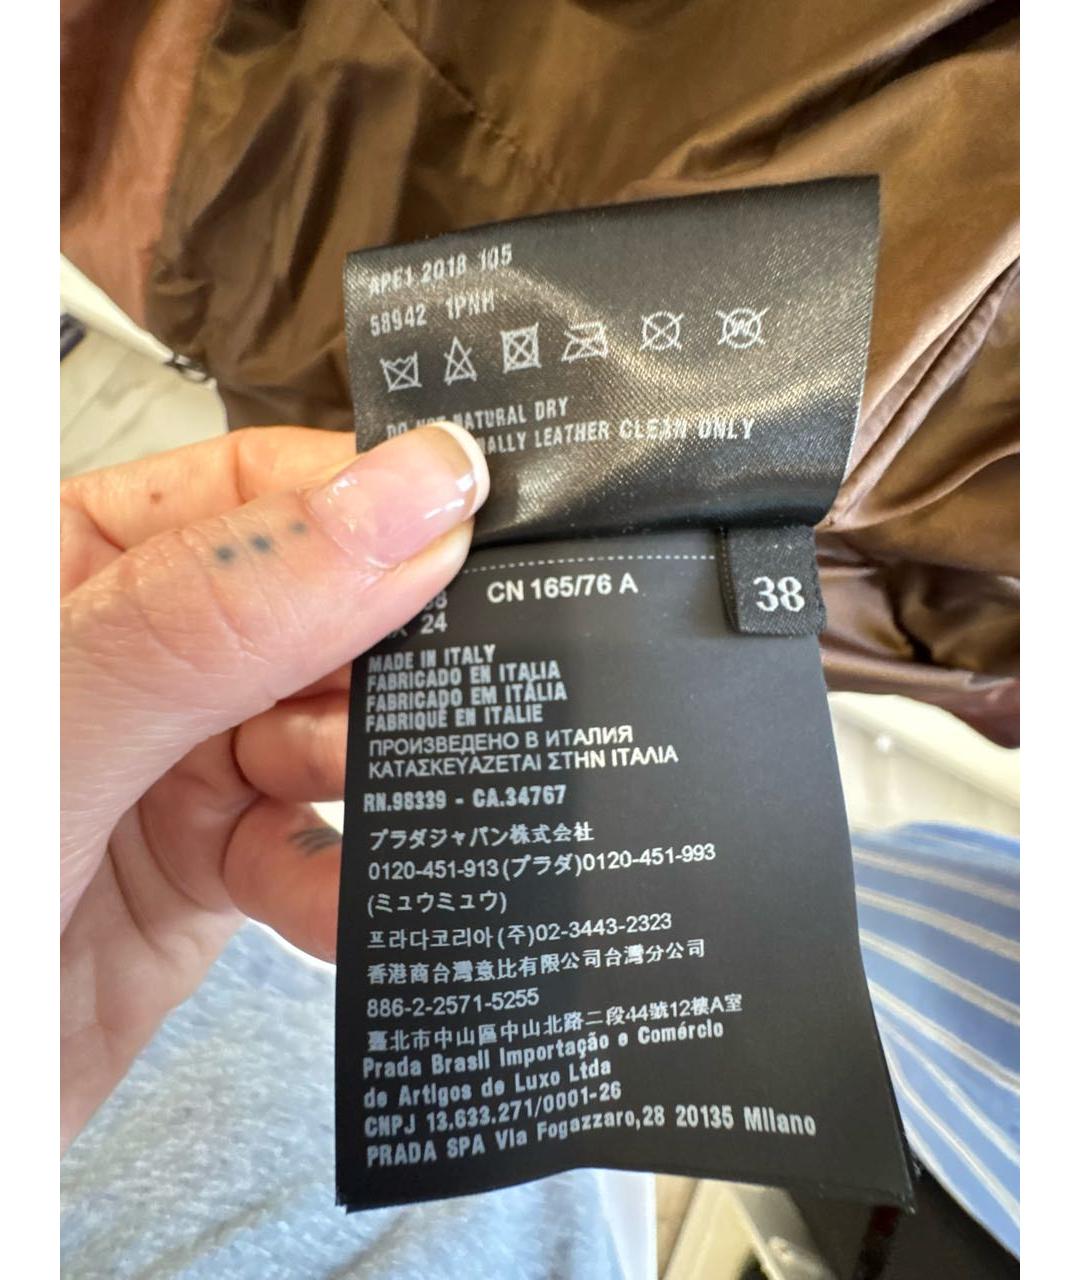 APE1 2018 105
58942 1PNH
DO NOT NATURAL DRY
LEATHER CLEAN ONLY
38
CN 165/76 A
24
MADE IN ITALY
FABRICADO EN ITALIA
FABRICADO EM ITÁLIA
FABRIQUÉ EN ITALIE
ПРОИЗВЕДЕНО В ИТАЛИЯ
ΚΑΤΑΣΚΕΥΑΖΕΤΑΙ ΣΤΗΝ ΙΤΑΛΙΑ
RN.98339 - CA.34767
プラダジャパン株式会社
0120-451-913(プラダ)0120-451-993
(ミュウミュウ)
프라다코리아(주)02-3443-2323
香港商台灣意比有限公司台灣分公司
886-2-2571-5255
臺北市中山區中山北路二段44號12樓A室
Prada Brasil Importação e Comércio
de Artigos de Luxo Ltda
CNPJ 13.633.271/0001-26
PRADA SPA Via Fogazzaro,28 20135 Milano